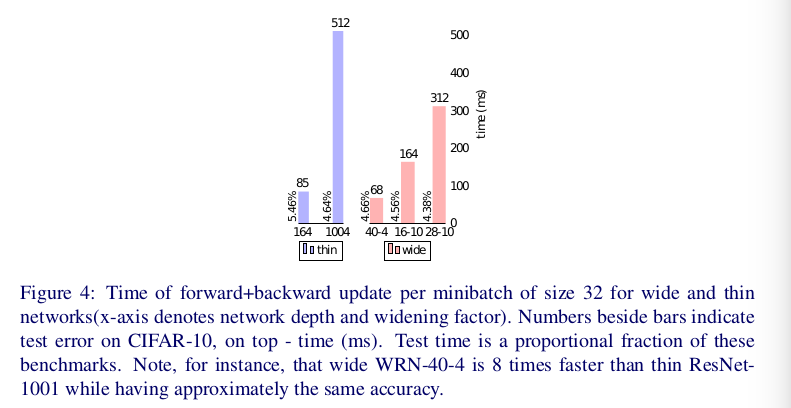 512
500
400
312
300
time (ms)
200
164
100
85
68
5.46%
4.64%
4.66%
4.56%
4.38%
0
164 1004 40-4 16-10 28-10
thin wide
Figure 4: Time of forward+backward update per minibatch of size 32 for wide and thin
networks(x-axis denotes network depth and widening factor). Numbers beside bars indicate
test error on CIFAR-10, on top - time (ms). Test time is a proportional fraction of these
benchmarks. Note, for instance, that wide WRN-40-4 is 8 times faster than thin ResNet-
1001 while having approximately the same accuracy.